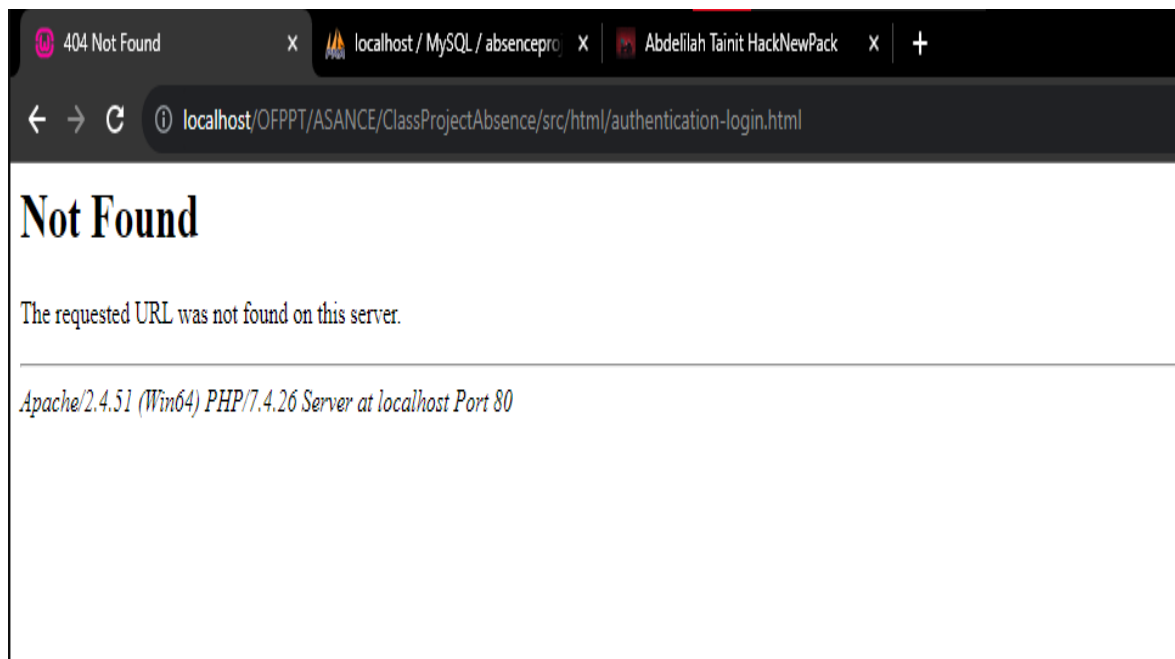 404 Not Found
localhost / MySQL / absencepro
Abdelilah Tainit HackNewPack
localhost/OFPPT/ASANCE/ClassProjectAbsence/src/html/authentication-login.html
Not Found
The requested URL was not found on this server.
Apache/2.4.51 (Win64) PHP/7.4.26 Server at localhost Port 80